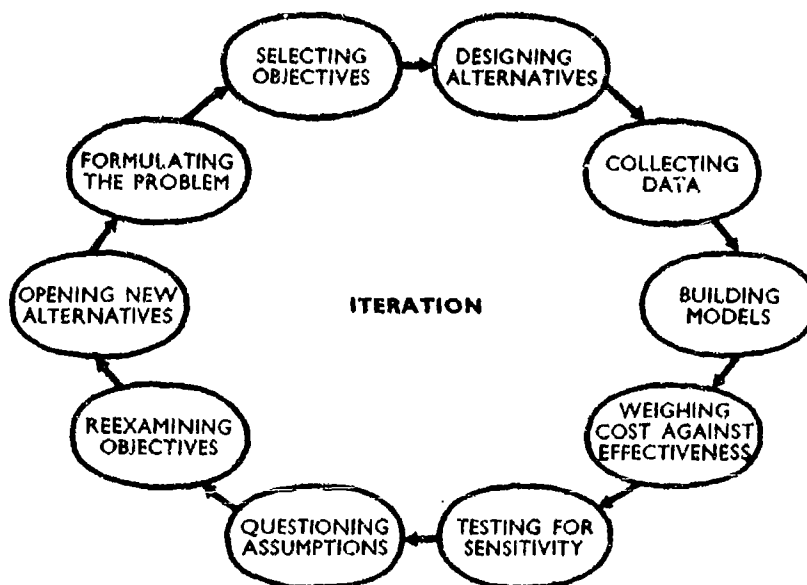 SELECTING
OBJECTIVES
DESIGNING
ALTERNATIVES
COLLECTING
DATA
BUILDING
MODELS
WEIGHING
COST AGAINST
EFFECTIVENESS
TESTING FOR
SENSITIVITY
QUESTIONING
ASSUMPTIONS
REEXAMINING
OBJECTIVES
OPENING NEW
ALTERNATIVES
FORMULATING
THE PROBLEM
ITERATION